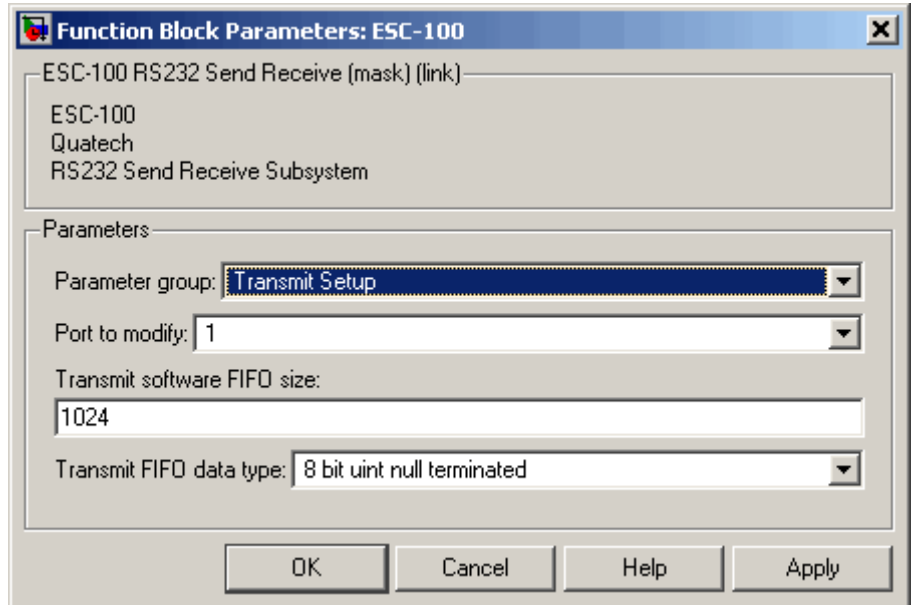 Function Block Parameters: ESC-100
ESC-100 RS232 Send Receive (mask) (link)
ESC-100
Quatech
RS232 Send Receive Subsystem
Parameters
Parameter group: Transmit Setup
Port to modify: 1
Transmit software FIFO size:
1024
Transmit FIFO data type: 8 bit uint null terminated
OK Cancel Help Apply